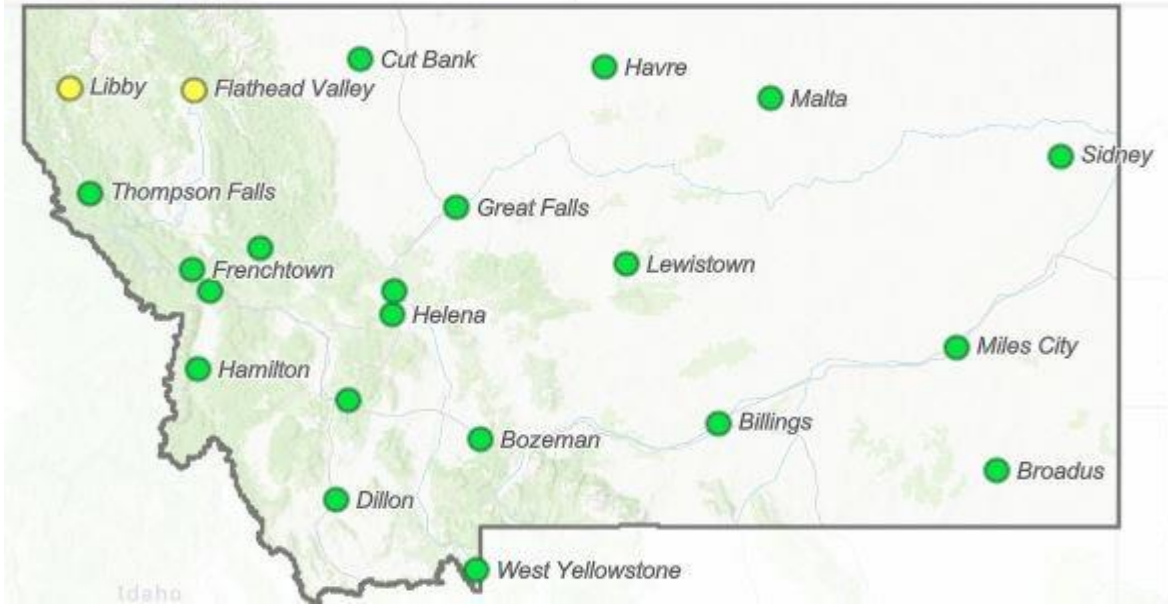 Cut Bank
Havre
Libby
Flathead Valley
Malta
Sidney
Thompson Falls
Great Falls
Frenchtown
Lewistown
Helena
Miles City
Hamilton
Billings
Bozeman
Broadus
Dillon
West Yellowstone
Idaho